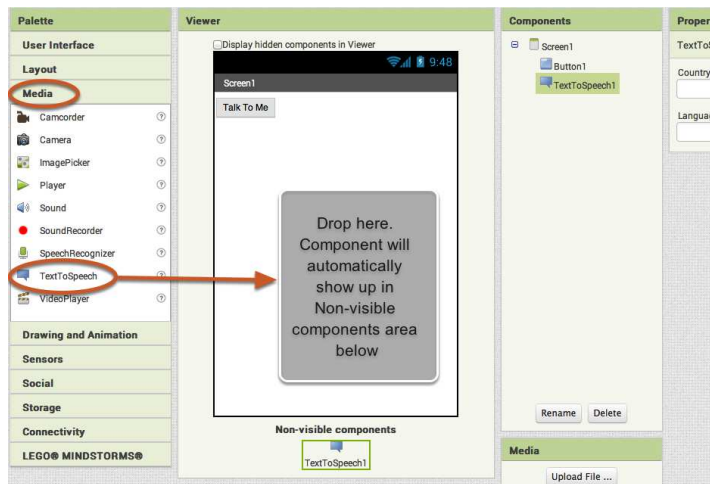 Palette
User Interface
Layout
Media
Camcorder
Camera
ImagePicker
Player
Sound
SoundRecorder
SpeechRecognizer
TextToSpeech
VideoPlayer
Drawing and Animation
Sensors
Social
Storage
Connectivity
LEGO® MINDSTORMS®
Viewer
Display hidden components in Viewer
9:48
Screen1
Talk To Me
Drop here.
Component will
automatically
show up in
Non-visible
components area
below
Non-visible components
TextToSpeech1
Components
Screen1
Button1
TextToSpeech1
Rename Delete
Media
Upload File ...
Proper
TextToS
Country
Languag